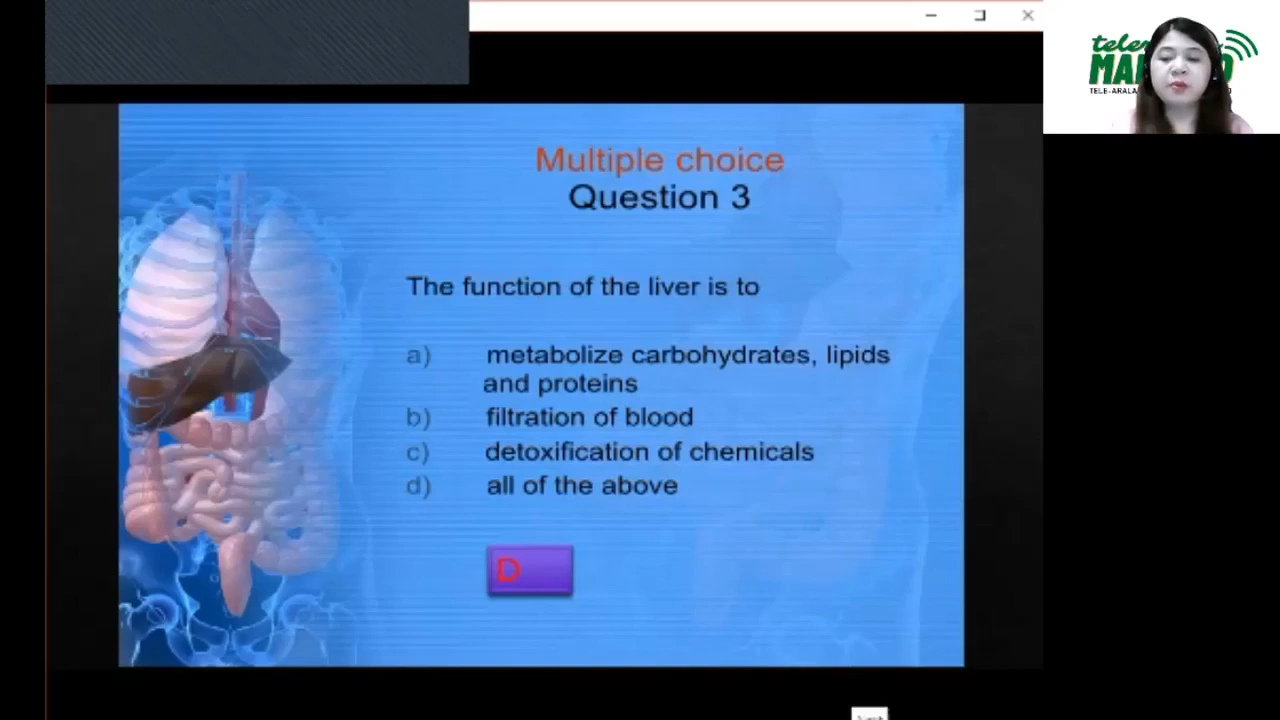 Multiple choice
Question 3
The function of the liver is to
a) metabolize carbohydrates, lipids
and proteins
b) filtration of blood
c) detoxification of chemicals
d) all of the above
D